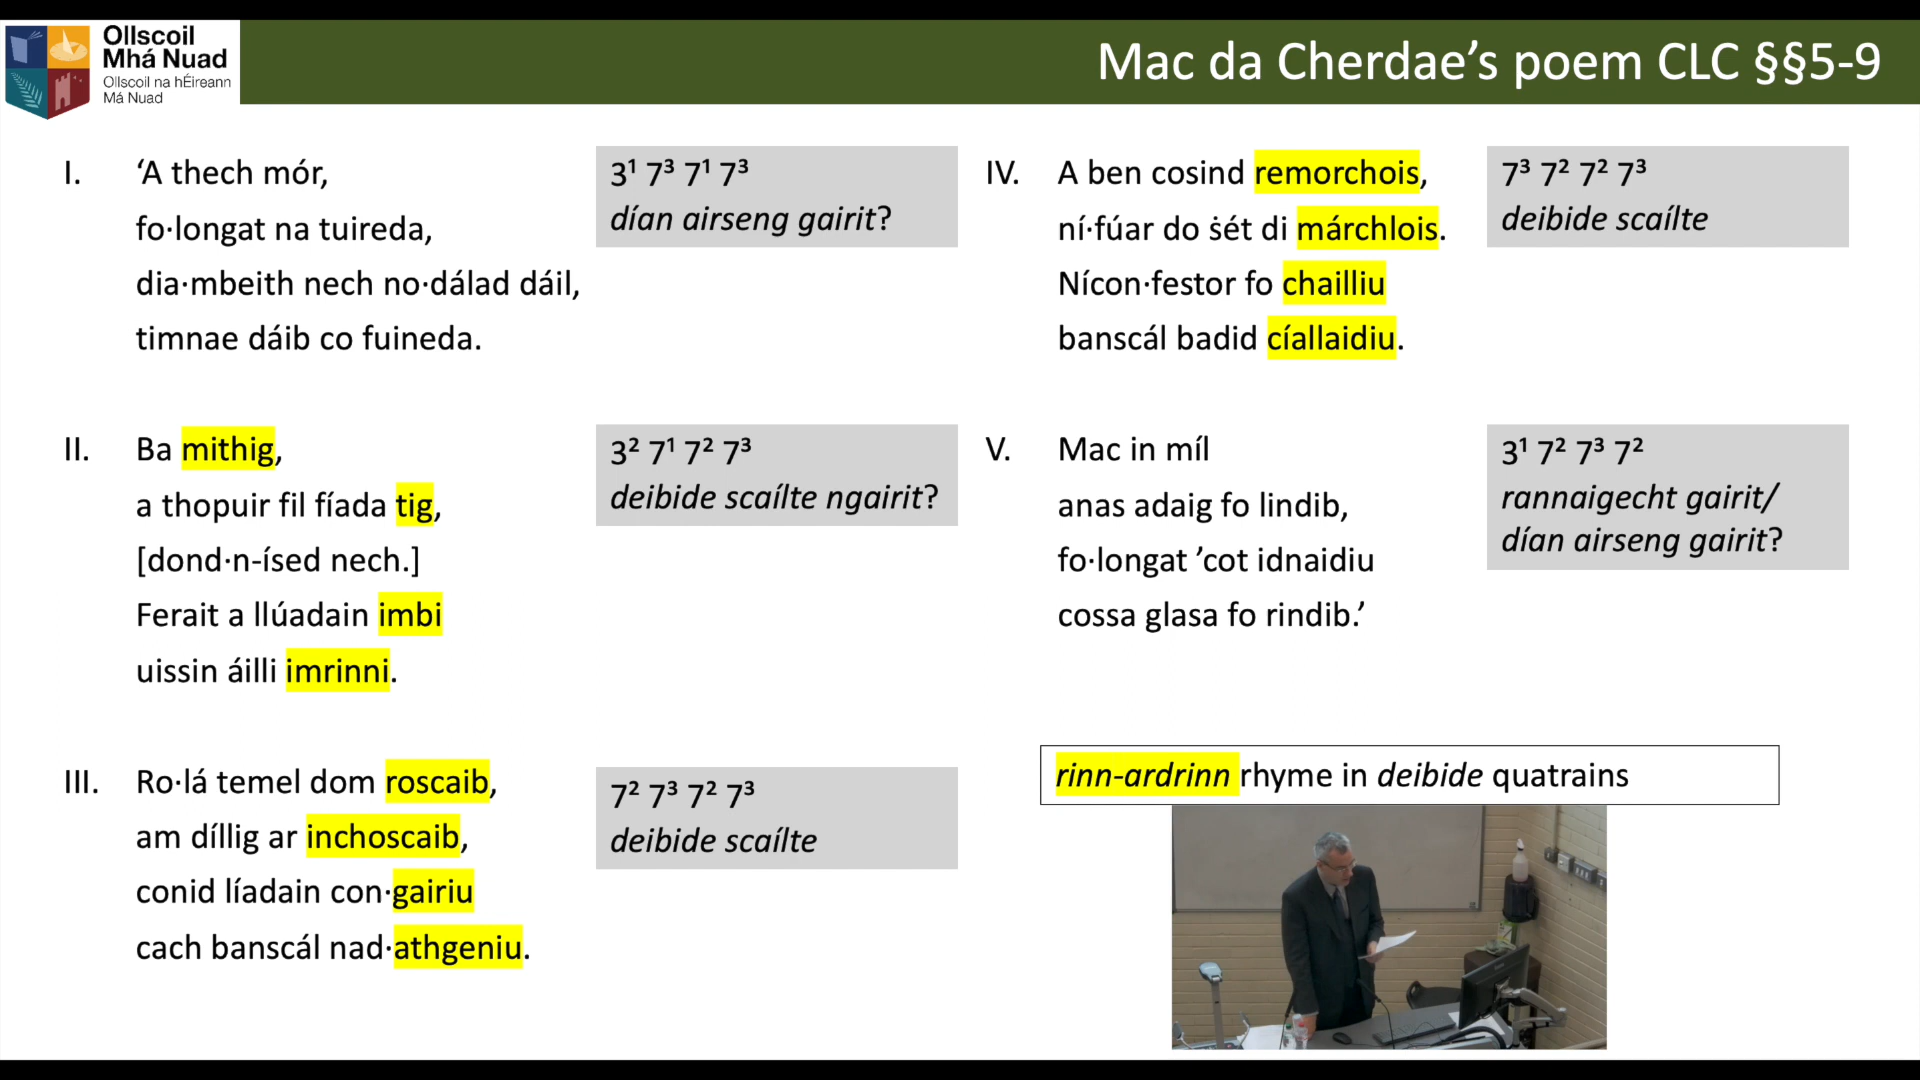 Ollscoil
Mhá Nuad
Ollscoil na hÉireann
Má Nuad
Mac da Cherdae’s poem CLC §§5-9
I.
‘A thech mór,
fo·longat na tuireda,
dia·mbeith nech no·dálad dáil,
timnae dáib co fuineda.
3¹ 7³ 7¹ 7³
dían airseng gairit?
II.
Ba mithig,
a thopuir fil fíada tig,
[dond·n-ísed nech.]
Ferait a llúadain imbi
uissin áilli imrinni.
3² 7¹ 7² 7³
deibide scaílte ngairit?
III.
Ro·lá temel dom roscaib,
am díllig ar inchoscaib,
conid líadain con·gairiu
cach banscál nad·athgeniu.
7² 7³ 7² 7³
deibide scaílte
IV.
A ben cosind remorchois,
ní·fúar do ṡét di márchlois.
Nícon·festor fo chailliu
banscál badid cíallaidiu.
7³ 7² 7² 7³
deibide scaílte
V.
Mac in míl
anas adaig fo lindib,
fo·longat ’cot idnaidiu
cossa glasa fo rindib.’
3¹ 7² 7³ 7²
rannaigecht gairit/
dían airseng gairit?
rinn-ardrinn rhyme in deibide quatrains